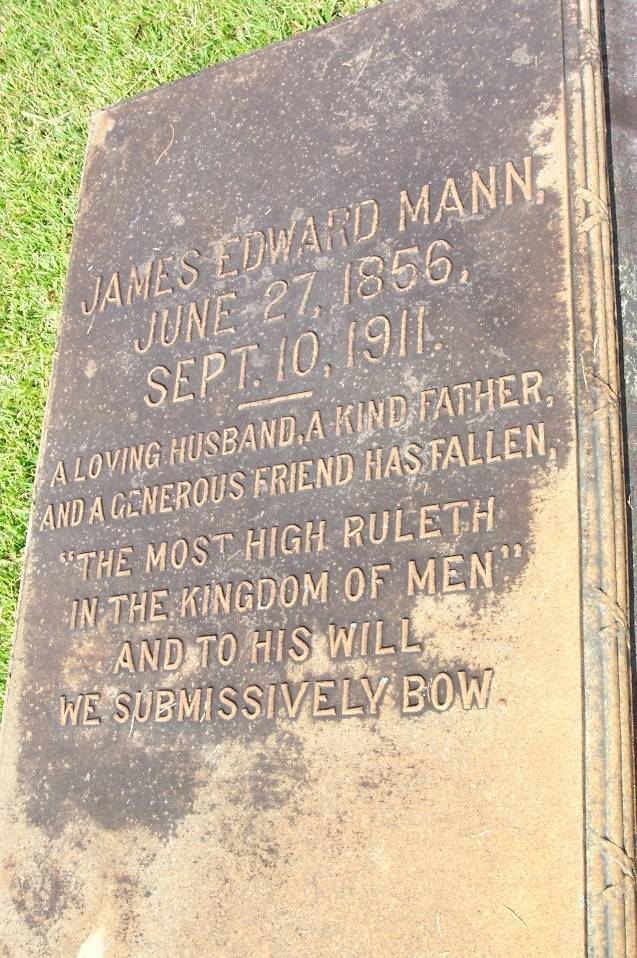 JAMES EDWARD MANN,
JUNE 27, 1856,
SEPT. 10, 1911.
A LOVING HUSBAND, A KIND FATHER,
AND A GENEROUS FRIEND HAS FALLEN,
"THE MOST HIGH RULETH
IN THE KINGDOM OF MEN"
AND TO HIS WILL
WE SUBMISSIVELY BOW